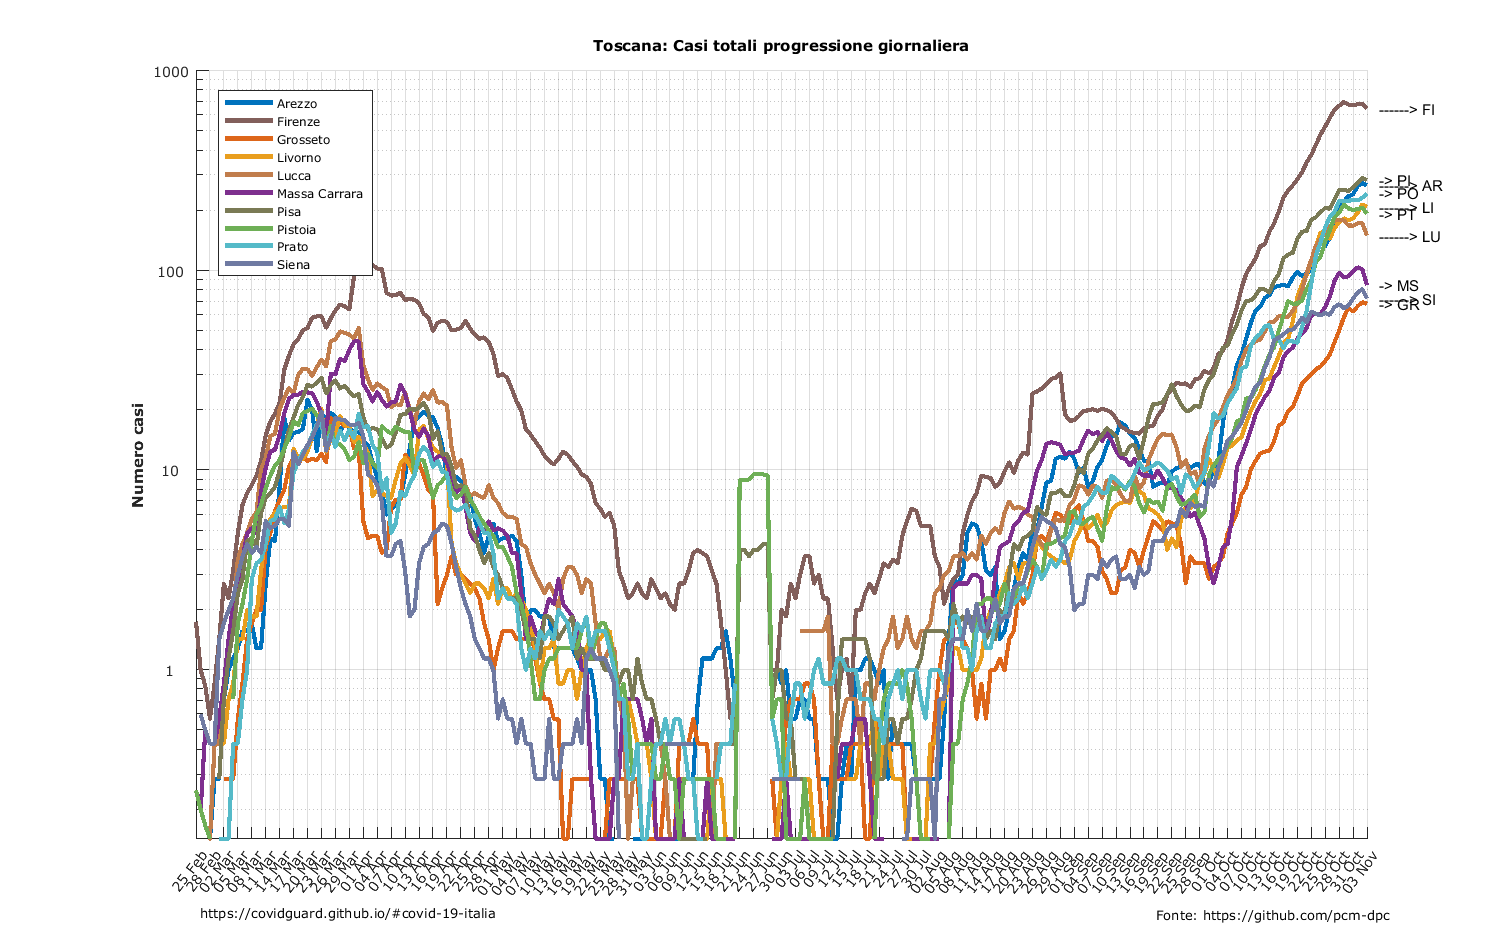 Toscana: Casi totali progressione giornaliera
1000
100
10
1
Numero casi
Arezzo
Firenze
Grosseto
Livorno
Lucca
Massa Carrara
Pisa
Pistoia
Prato
Siena
------> FI
-> PI
------> AR
-> PO
------> LI
-> PT
------> LU
-> MS
------> SI
-> GR
25 Feb
28 Feb
02 Mar
05 Mar
08 Mar
11 Mar
14 Mar
17 Mar
20 Mar
23 Mar
26 Mar
29 Mar
01 Apr
04 Apr
07 Apr
10 Apr
13 Apr
16 Apr
19 Apr
22 Apr
25 Apr
28 Apr
01 May
04 May
07 May
10 May
13 May
16 May
19 May
22 May
25 May
28 May
31 May
03 Jun
06 Jun
09 Jun
12 Jun
15 Jun
18 Jun
21 Jun
24 Jun
27 Jun
30 Jun
03 Jul
06 Jul
09 Jul
12 Jul
15 Jul
18 Jul
21 Jul
24 Jul
27 Jul
30 Jul
02 Aug
05 Aug
08 Aug
11 Aug
14 Aug
17 Aug
20 Aug
23 Aug
26 Aug
29 Aug
01 Sep
04 Sep
07 Sep
10 Sep
13 Sep
16 Sep
19 Sep
22 Sep
25 Sep
28 Sep
01 Oct
04 Oct
07 Oct
10 Oct
13 Oct
16 Oct
19 Oct
22 Oct
25 Oct
28 Oct
31 Oct
03 Nov
https://covidguard.github.io/#covid-19-italia
Fonte: https://github.com/pcm-dpc